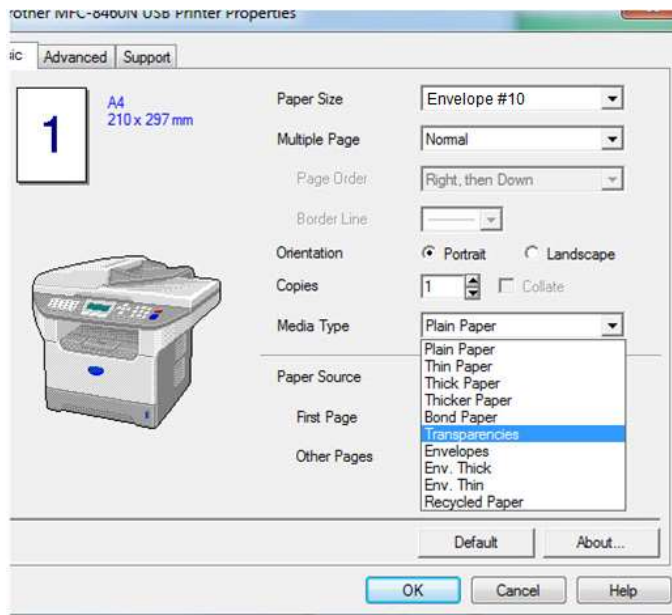 rother MFC-8460N USB Printer Properties
ic Advanced Support
1
A4
210 x 297 mm
Paper Size Envelope #10
Multiple Page Normal
Page Order Right, then Down
Border Line
Orientation Portrait Landscape
Copies 1 Collate
Media Type Plain Paper
Plain Paper
Thin Paper
Thick Paper
Thicker Paper
Bond Paper
Transparencies
Envelopes
Env. Thick
Env. Thin
Recycled Paper
Paper Source
First Page
Other Pages
Default About...
OK Cancel Help